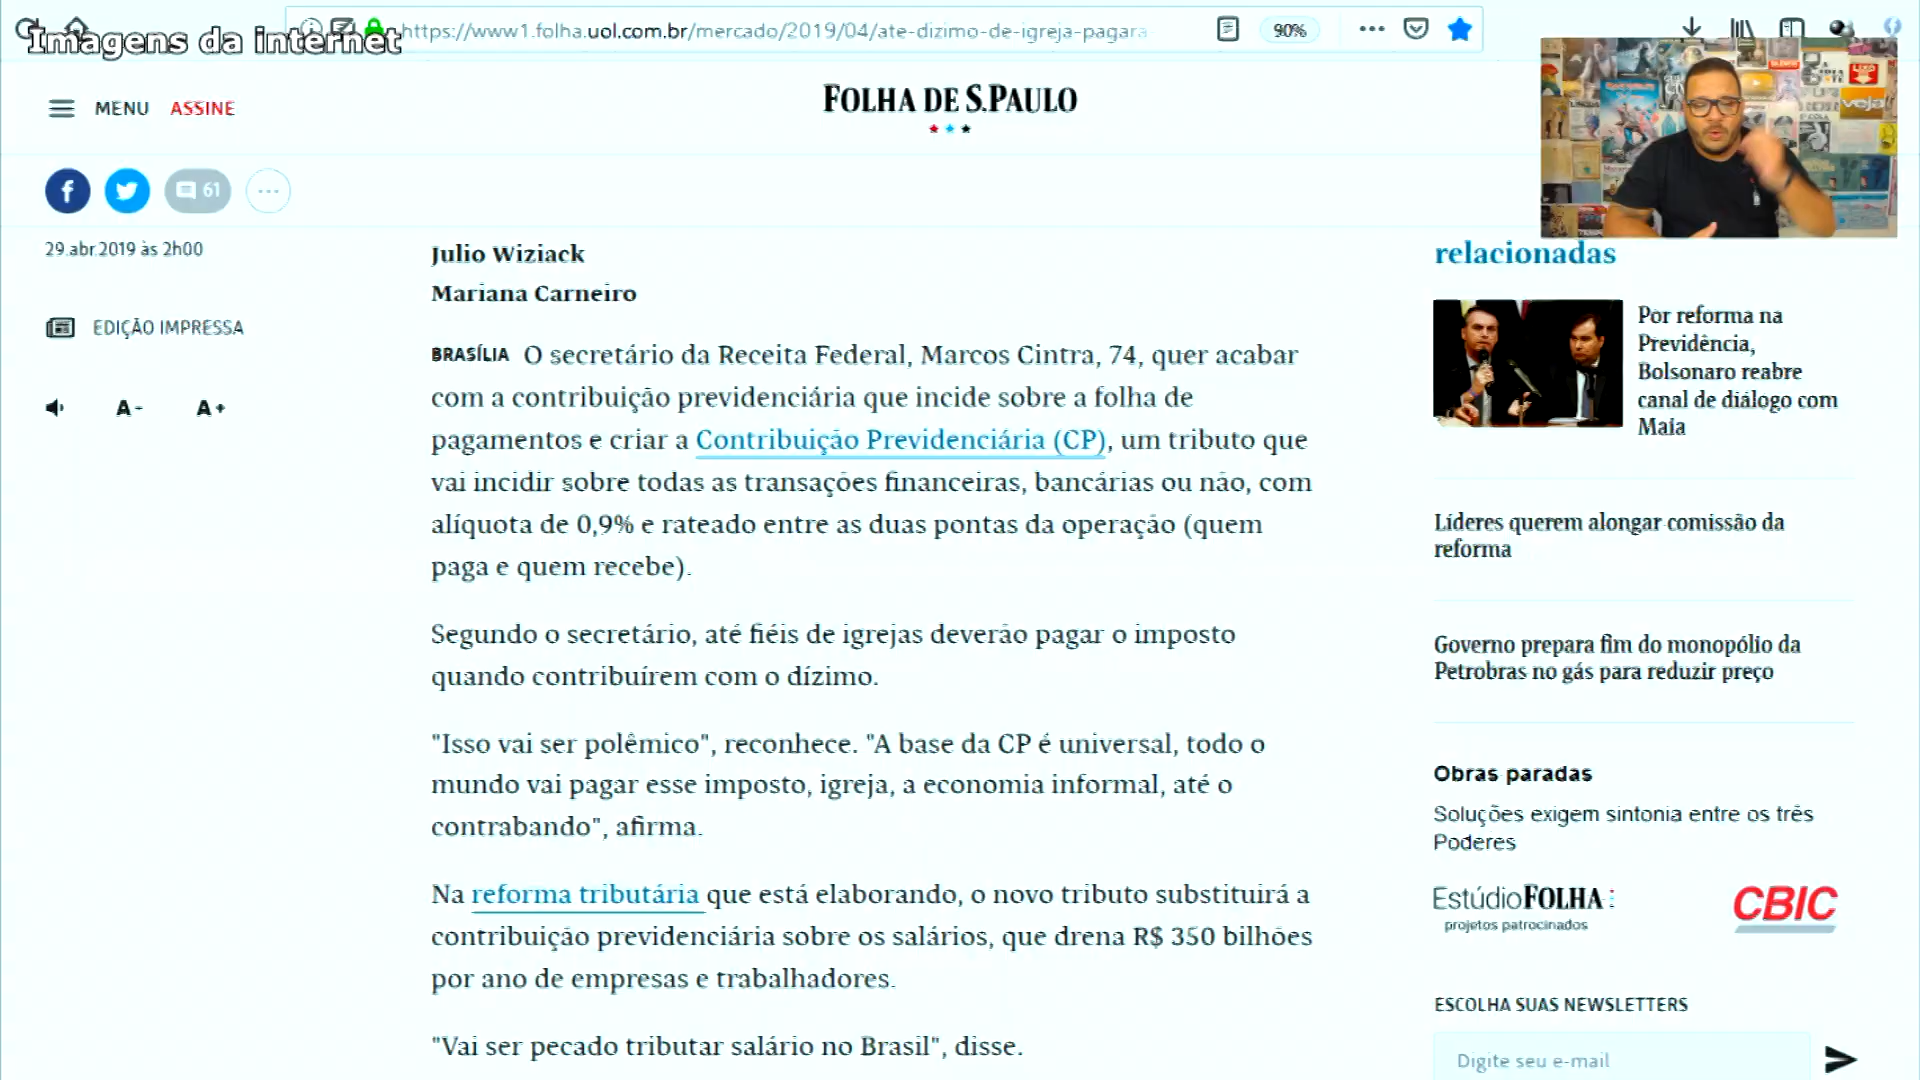 Imagens da internet
https://www1.folha.uol.com.br/mercado/2019/04/ate-dizimo-de-igreja-pagara
90%
MENU ASSINE
FOLHA DE S.PAULO
61
29.abr.2019 às 2h00
EDIÇÃO IMPRESSA
A- A+
Julio Wiziack
Mariana Carneiro
BRASÍLIA O secretário da Receita Federal, Marcos Cintra, 74, quer acabar
com a contribuição previdenciária que incide sobre a folha de
pagamentos e criar a Contribuição Previdenciária (CP), um tributo que
vai incidir sobre todas as transações financeiras, bancárias ou não, com
alíquota de 0,9% e rateado entre as duas pontas da operação (quem
paga e quem recebe).
Segundo o secretário, até fiéis de igrejas deverão pagar o imposto
quando contribuírem com o dízimo.
"Isso vai ser polêmico", reconhece. "A base da CP é universal, todo o
mundo vai pagar esse imposto, igreja, a economia informal, até o
contrabando", afirma.
Na reforma tributária que está elaborando, o novo tributo substituirá a
contribuição previdenciária sobre os salários, que drena R$ 350 bilhões
por ano de empresas e trabalhadores.
"Vai ser pecado tributar salário no Brasil", disse.
relacionadas
Por reforma na
Previdência,
Bolsonaro reabre
canal de diálogo com
Maia
Líderes querem alongar comissão da
reforma
Governo prepara fim do monopólio da
Petrobras no gás para reduzir preço
Obras paradas
Soluções exigem sintonia entre os três
Poderes
EstúdioFOLHA:
projetos patrocinados
CBIC
ESCOLHA SUAS NEWSLETTERS
Digite seu e-mail
veja